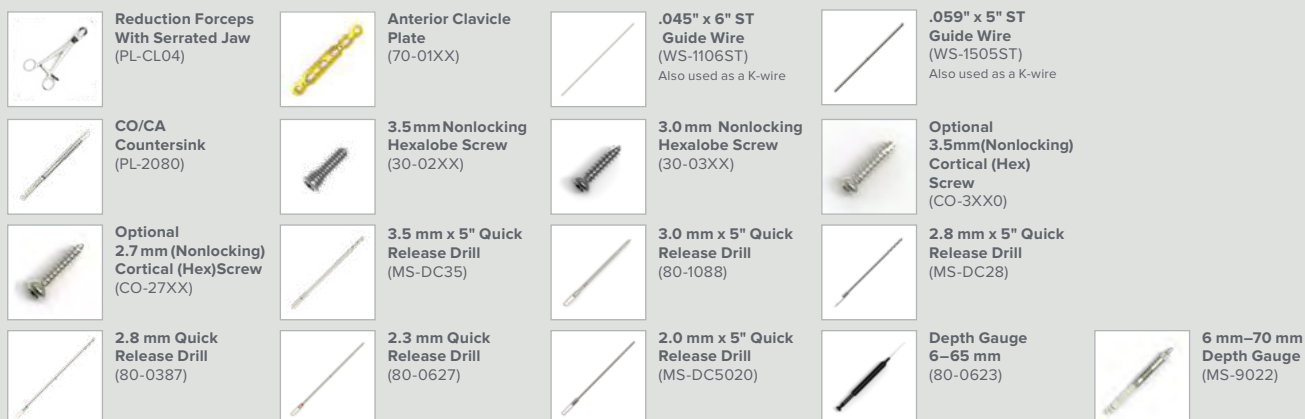 Reduction Forceps
With Serrated Jaw
(PL-CL04)
Anterior Clavicle
Plate
(70-01XX)
.045" x 6" ST
Guide Wire
(WS-1106ST)
Also used as a K-wire
.059" x 5" ST
Guide Wire
(WS-1505ST)
Also used as a K-wire
CO/CA
Countersink
(PL-2080)
3.5 mm Nonlocking
Hexalobe Screw
(30-02XX)
3.0 mm Nonlocking
Hexalobe Screw
(30-03XX)
Optional
3.5mm(Nonlocking)
Cortical (Hex)
Screw
(CO-3XX0)
Optional
2.7 mm (Nonlocking)
Cortical (Hex)Screw
(CO-27XX)
3.5 mm x 5" Quick
Release Drill
(MS-DC35)
3.0 mm x 5" Quick
Release Drill
(80-1088)
2.8 mm x 5" Quick
Release Drill
(MS-DC28)
2.8 mm Quick
Release Drill
(80-0387)
2.3 mm Quick
Release Drill
(80-0627)
2.0 mm x 5" Quick
Release Drill
(MS-DC5020)
Depth Gauge
6–65 mm
(80-0623)
6 mm–70 mm
Depth Gauge
(MS-9022)